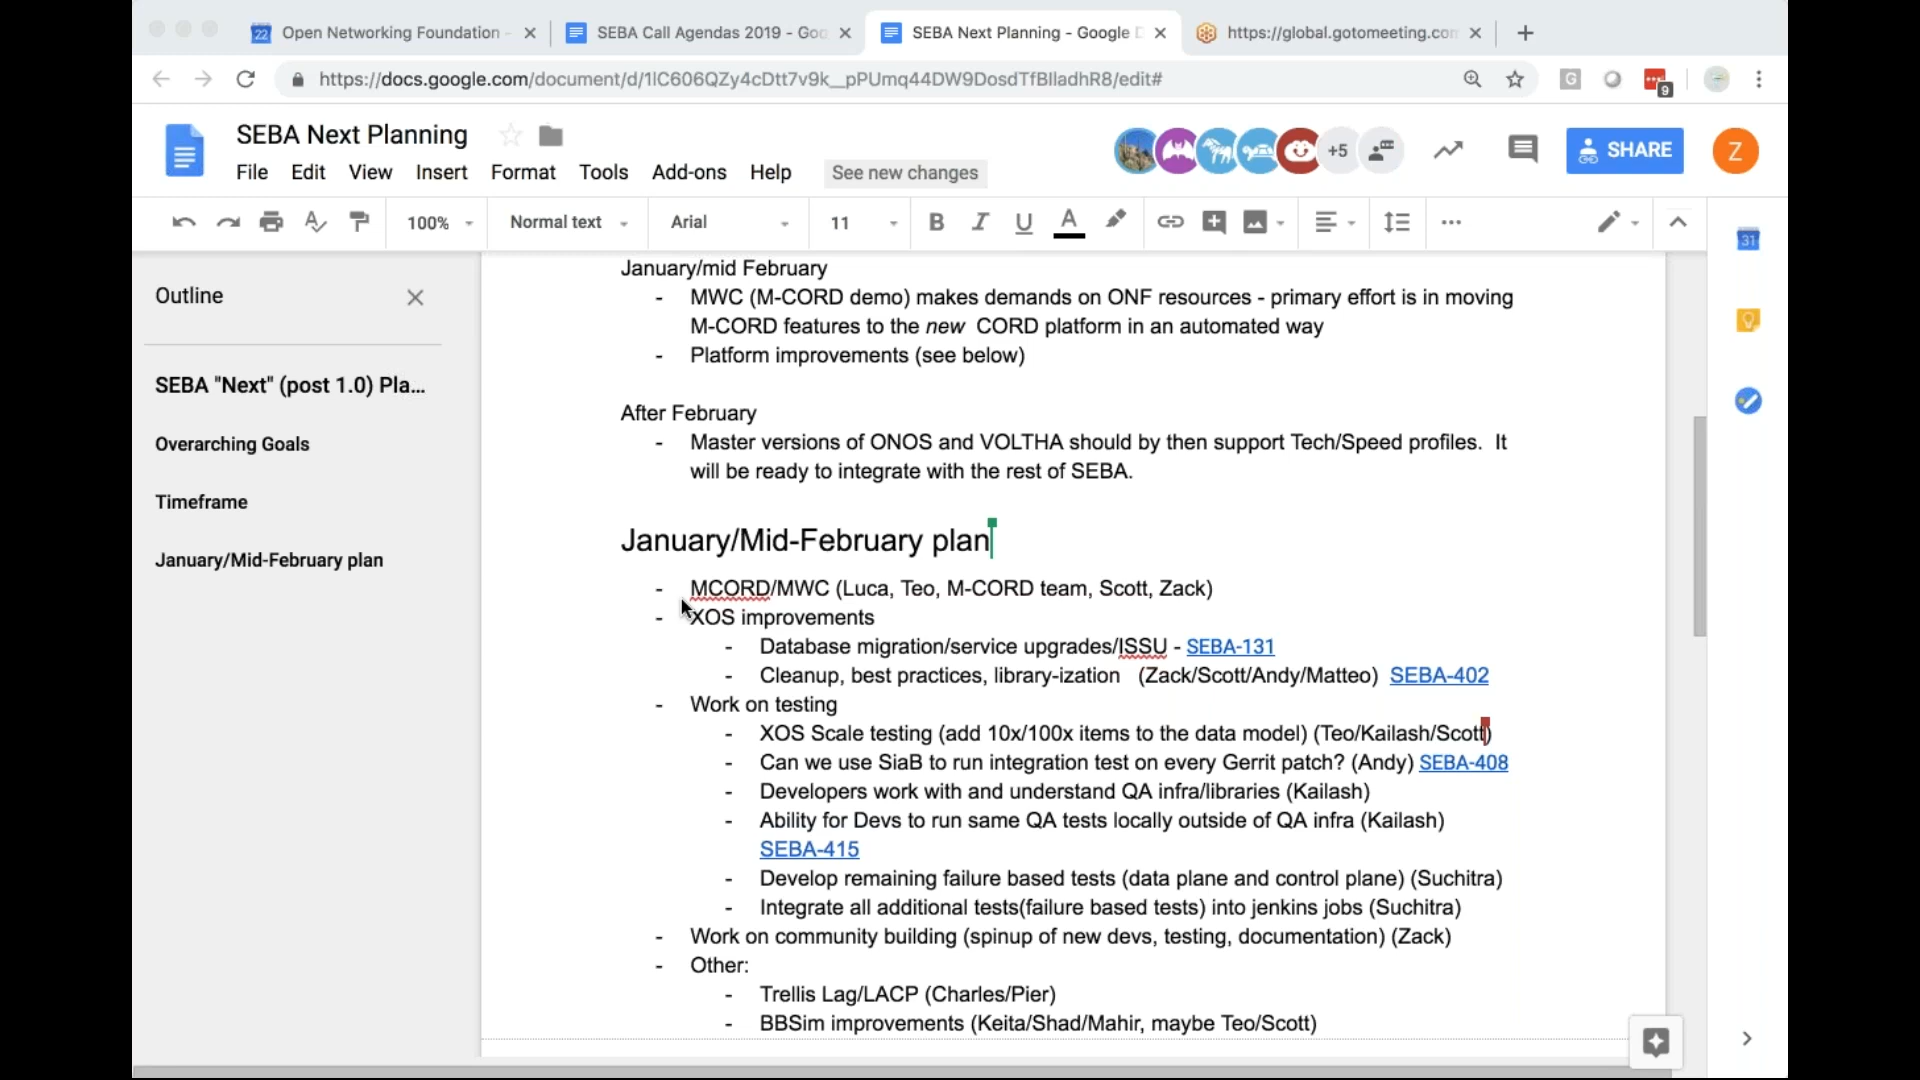 Open Networking Foundation -
SEBA Call Agendas 2019 - Goo
SEBA Next Planning - Google D
https://global.gotomeeting.com
https://docs.google.com/document/d/1lC606QZy4cDtt7v9k__pPUmq44DW9DosdTfBlladhR8/edit#
9
SEBA Next Planning
File Edit View Insert Format Tools Add-ons Help See new changes
+5
SHARE
Z
100% Normal text Arial 11 B I U A
31
Outline
SEBA "Next" (post 1.0) Pla...
Overarching Goals
Timeframe
January/Mid-February plan
January/mid February
- MWC (M-CORD demo) makes demands on ONF resources - primary effort is in moving
M-CORD features to the new CORD platform in an automated way
- Platform improvements (see below)
After February
- Master versions of ONOS and VOLTHA should by then support Tech/Speed profiles. It
will be ready to integrate with the rest of SEBA.
January/Mid-February plan
- MCORD/MWC (Luca, Teo, M-CORD team, Scott, Zack)
- XOS improvements
- Database migration/service upgrades/ISSU - SEBA-131
- Cleanup, best practices, library-ization (Zack/Scott/Andy/Matteo) SEBA-402
- Work on testing
- XOS Scale testing (add 10x/100x items to the data model) (Teo/Kailash/Scott)
- Can we use SiaB to run integration test on every Gerrit patch? (Andy) SEBA-408
- Developers work with and understand QA infra/libraries (Kailash)
- Ability for Devs to run same QA tests locally outside of QA infra (Kailash)
SEBA-415
- Develop remaining failure based tests (data plane and control plane) (Suchitra)
- Integrate all additional tests(failure based tests) into jenkins jobs (Suchitra)
- Work on community building (spinup of new devs, testing, documentation) (Zack)
- Other:
- Trellis Lag/LACP (Charles/Pier)
- BBSim improvements (Keita/Shad/Mahir, maybe Teo/Scott)